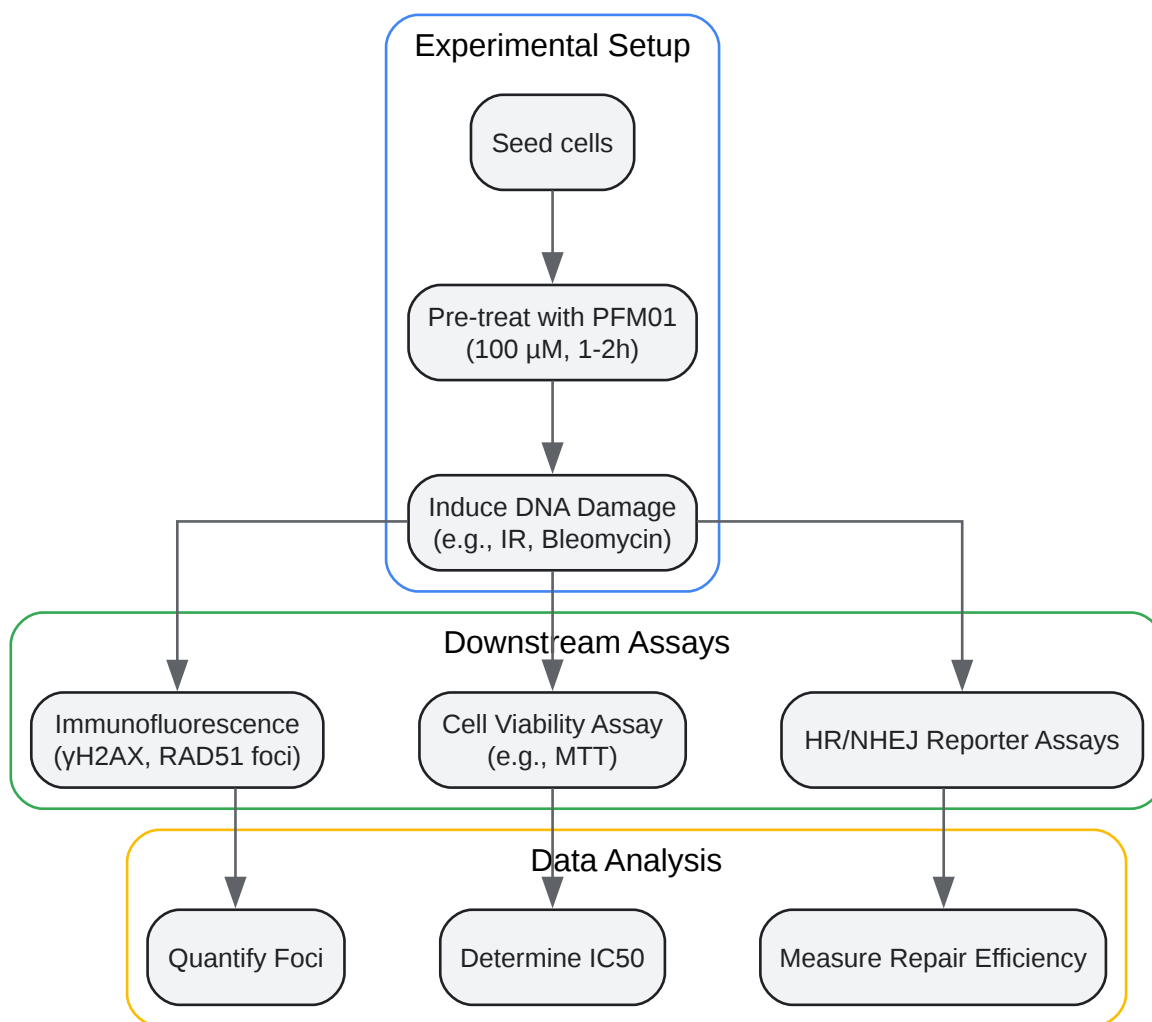 Experimental Setup
Seed cells
Pre-treat with PFM01
(100 µM, 1-2h)
Induce DNA Damage
(e.g., IR, Bleomycin)
Downstream Assays
Immunofluorescence
(γH2AX, RAD51 foci)
Cell Viability Assay
(e.g., MTT)
HR/NHEJ Reporter Assays
Data Analysis
Quantify Foci
Determine IC50
Measure Repair Efficiency